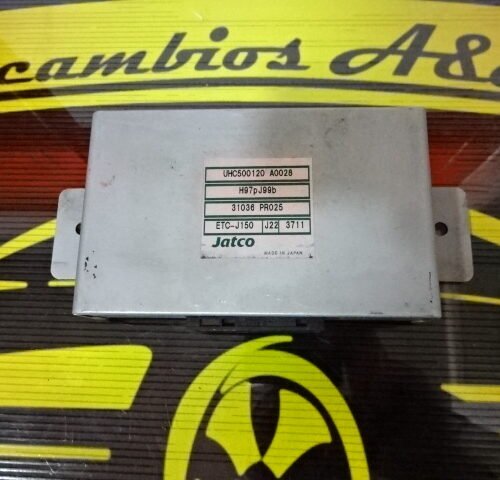 cambios A&
UHC500120 A0028
H97pJ99b
31036 PR025
ETC-J150 J22 3711
Jatco
MADE IN JAPAN